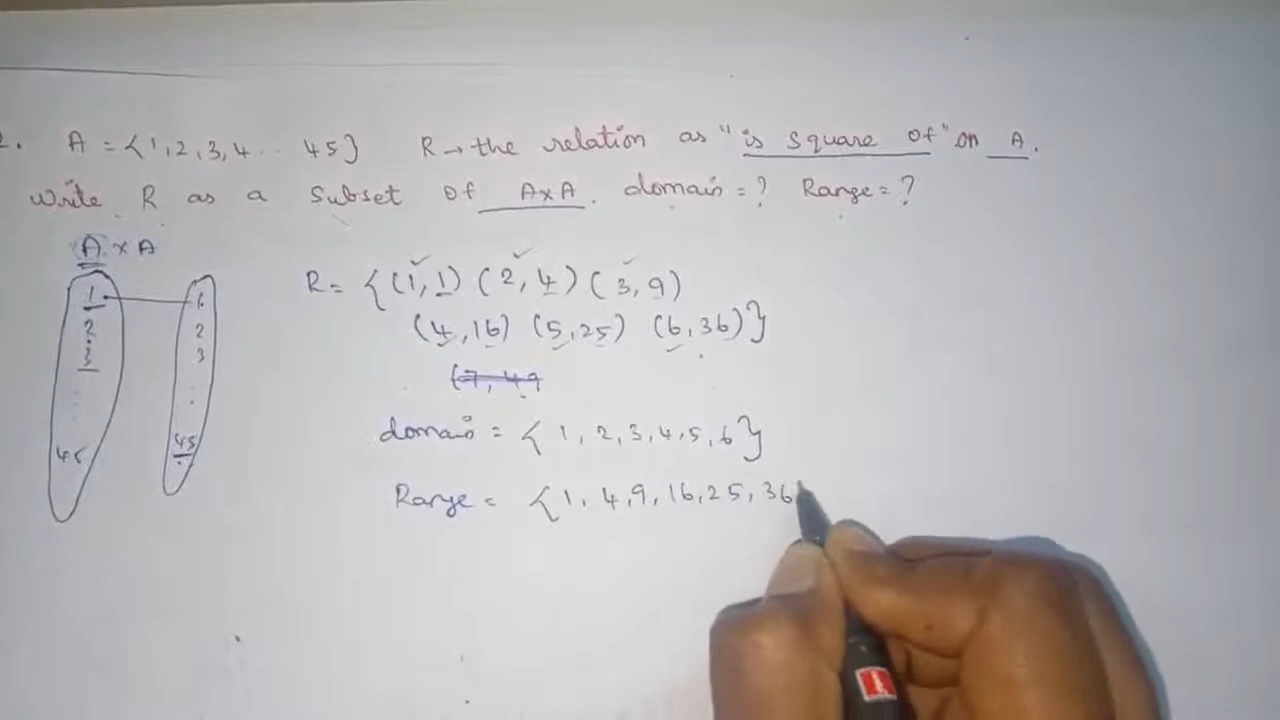 2. A = {1,2,3,4.. 45} R → the relation as "is square of" on A.
Write R as a subset of A×A. domain = ? Range = ?
A × A
R = {(1,1) (2,4) (3,9)
(4,16) (5,25) (6,36)}
(7,49
domain = { 1, 2, 3, 4, 5, 6}
Range = { 1, 4, 9, 16, 25, 36
1 1
2 2
3 3
45 45